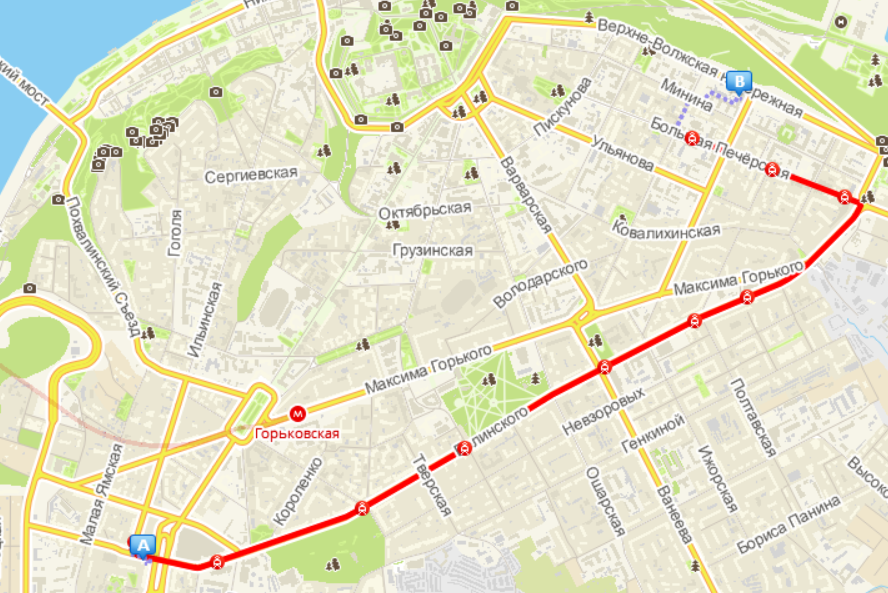 Верхне-Волжская набережная
B
Минина
Пискунова
Большая Печёрская
Ульянова
Варварская
Сергиевская
Гоголя
Октябрьская
Грузинская
Ковалихинская
Володарского
Максима Горького
Похвалинский Съезд
Ильинская
Максима Горького
М
Горьковская
Белинского
Невзоровых
Полтавская
Генкиной
Малая Ямская
Короленко
Тверская
Ошарская
Ижорская
Ванеева
Бориса Панина
A